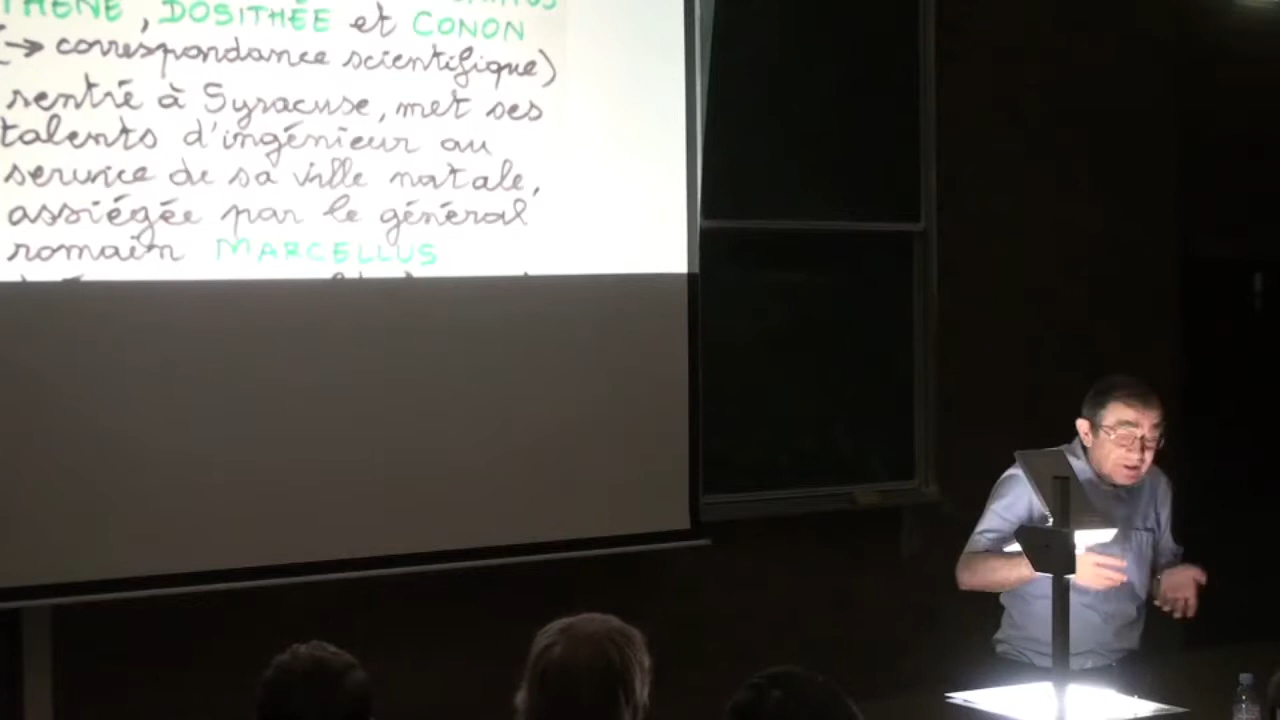 THÈNE, DOSITHÉE et CONON
(→ correspondance scientifique)
rentré à Syracuse, met ses
talents d'ingénieur au
service de sa ville natale,
assiégée par le général
romain MARCELLUS